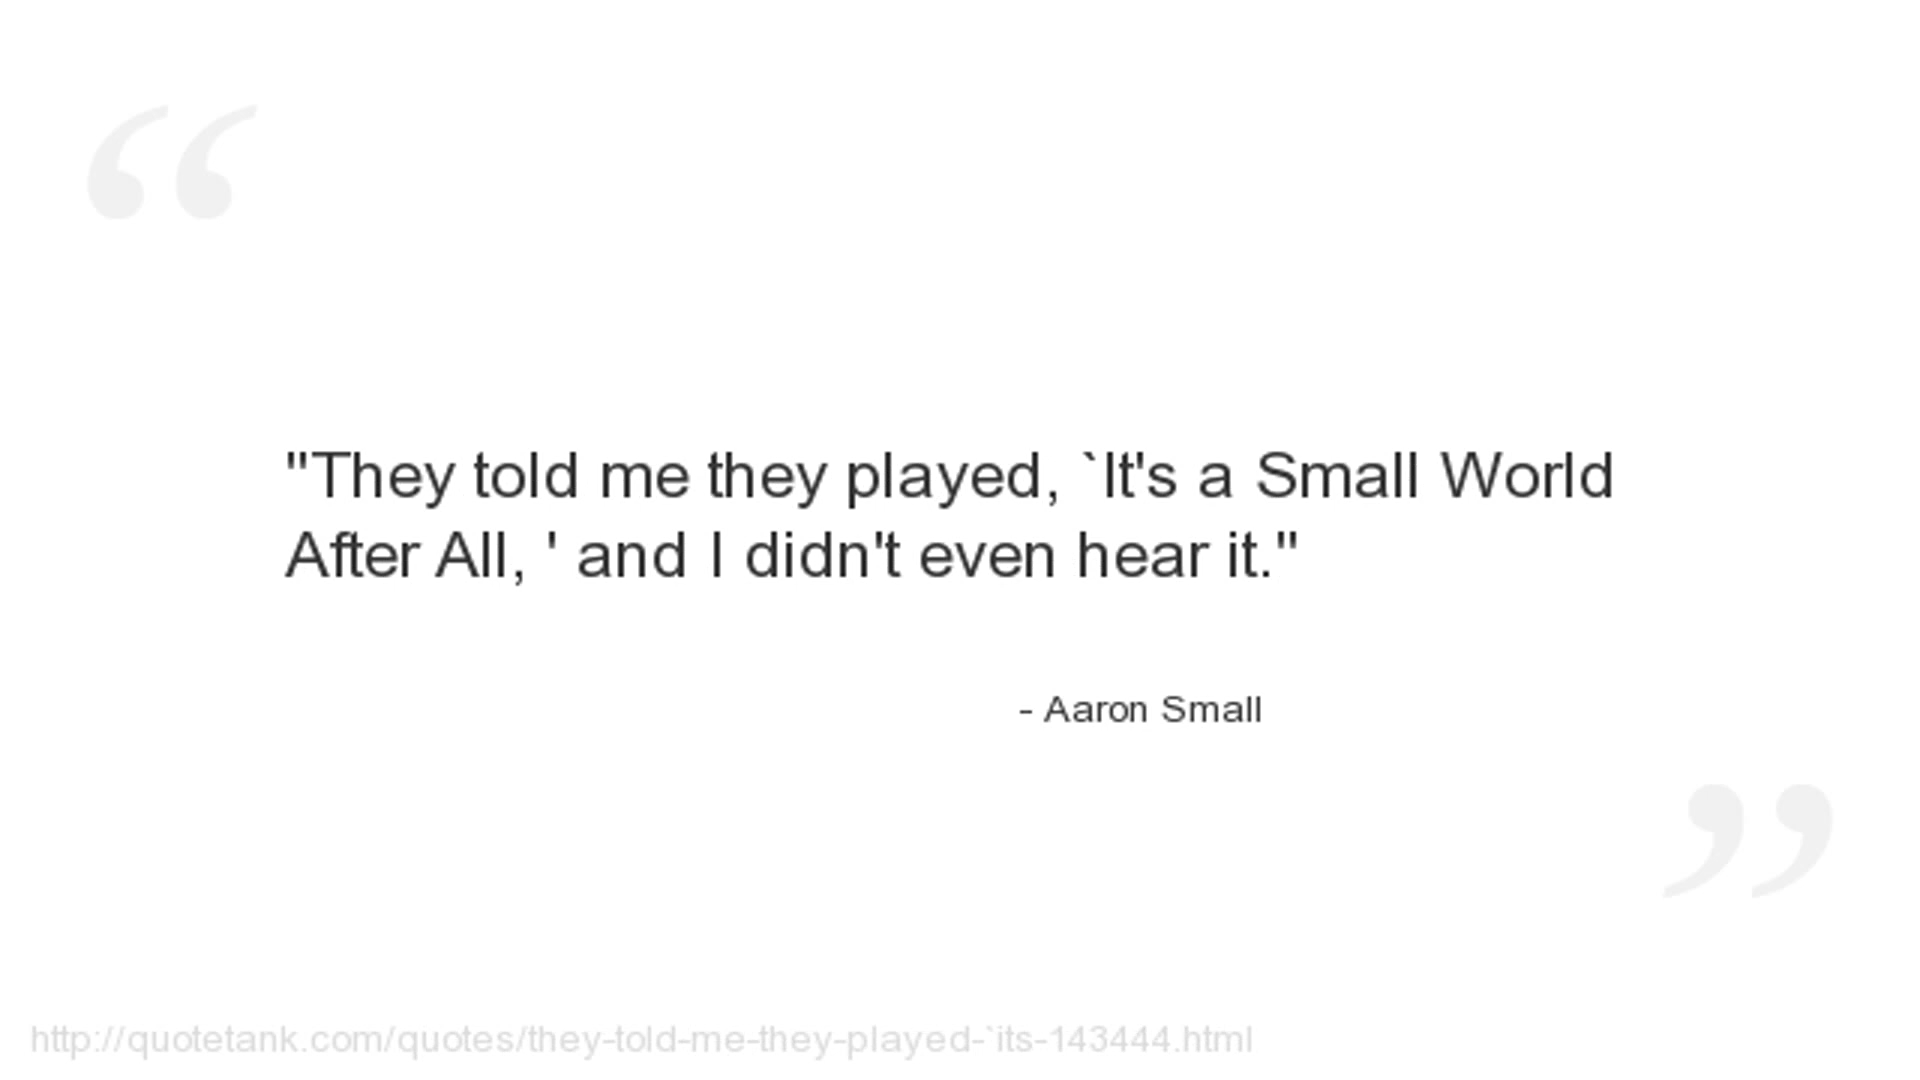 "They told me they played, `It's a Small World
After All, ' and I didn't even hear it."
- Aaron Small
http://quotetank.com/quotes/they-told-me-they-played-`its-143444.html